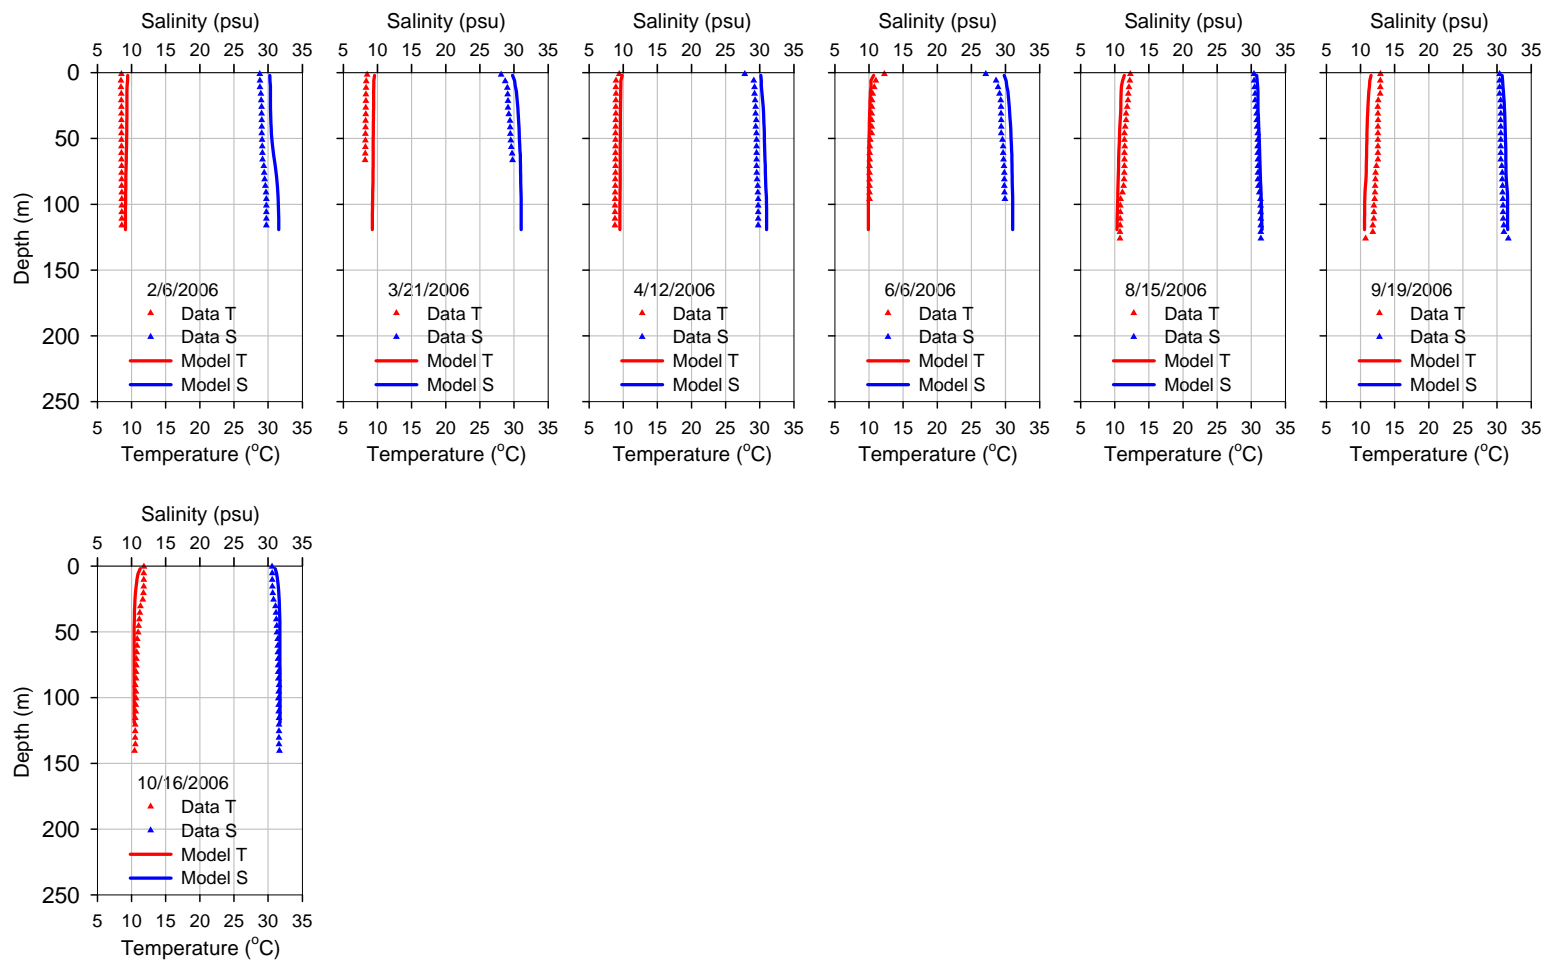 Salinity (psu) Salinity (psu) Salinity (psu) Salinity (psu) Salinity (psu) Salinity (psu)
5 10 15 20 25 30 35 5 10 15 20 25 30 35 5 10 15 20 25 30 35 5 10 15 20 25 30 35 5 10 15 20 25 30 35 5 10 15 20 25 30 35
0
50
100
150
200
250
Depth (m)
2/6/2006 3/21/2006 4/12/2006 6/6/2006 8/15/2006 9/19/2006
Data T Data T Data T Data T Data T Data T
Data S Data S Data S Data S Data S Data S
Model T Model T Model T Model T Model T Model T
Model S Model S Model S Model S Model S Model S
5 10 15 20 25 30 35 5 10 15 20 25 30 35 5 10 15 20 25 30 35 5 10 15 20 25 30 35 5 10 15 20 25 30 35 5 10 15 20 25 30 35
Temperature (°C) Temperature (°C) Temperature (°C) Temperature (°C) Temperature (°C) Temperature (°C)
Salinity (psu)
5 10 15 20 25 30 35
0
50
100
150
200
250
Depth (m)
10/16/2006
Data T
Data S
Model T
Model S
5 10 15 20 25 30 35
Temperature (°C)